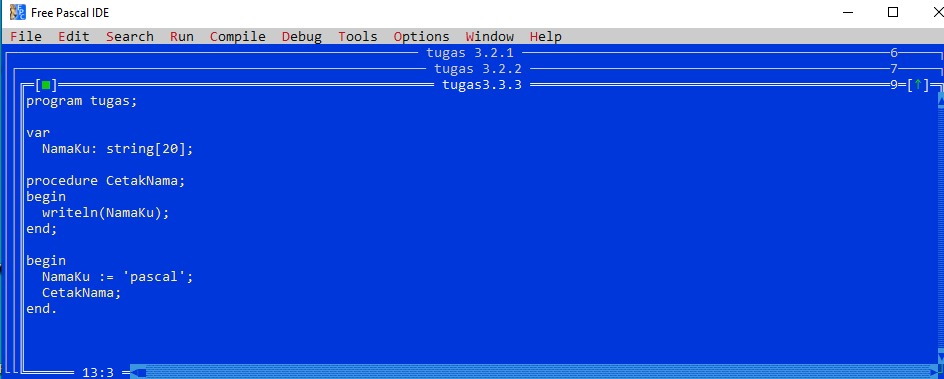 Free Pascal IDE
File Edit Search Run Compile Debug Tools Options Window Help
tugas 3.2.1 6
tugas 3.2.2 7
[■] tugas3.3.3 9=[↑]
program tugas;
var
NamaKu: string[20];
procedure CetakNama;
begin
writeln(NamaKu);
end;
begin
NamaKu := 'pascal';
CetakNama;
end.
13:3